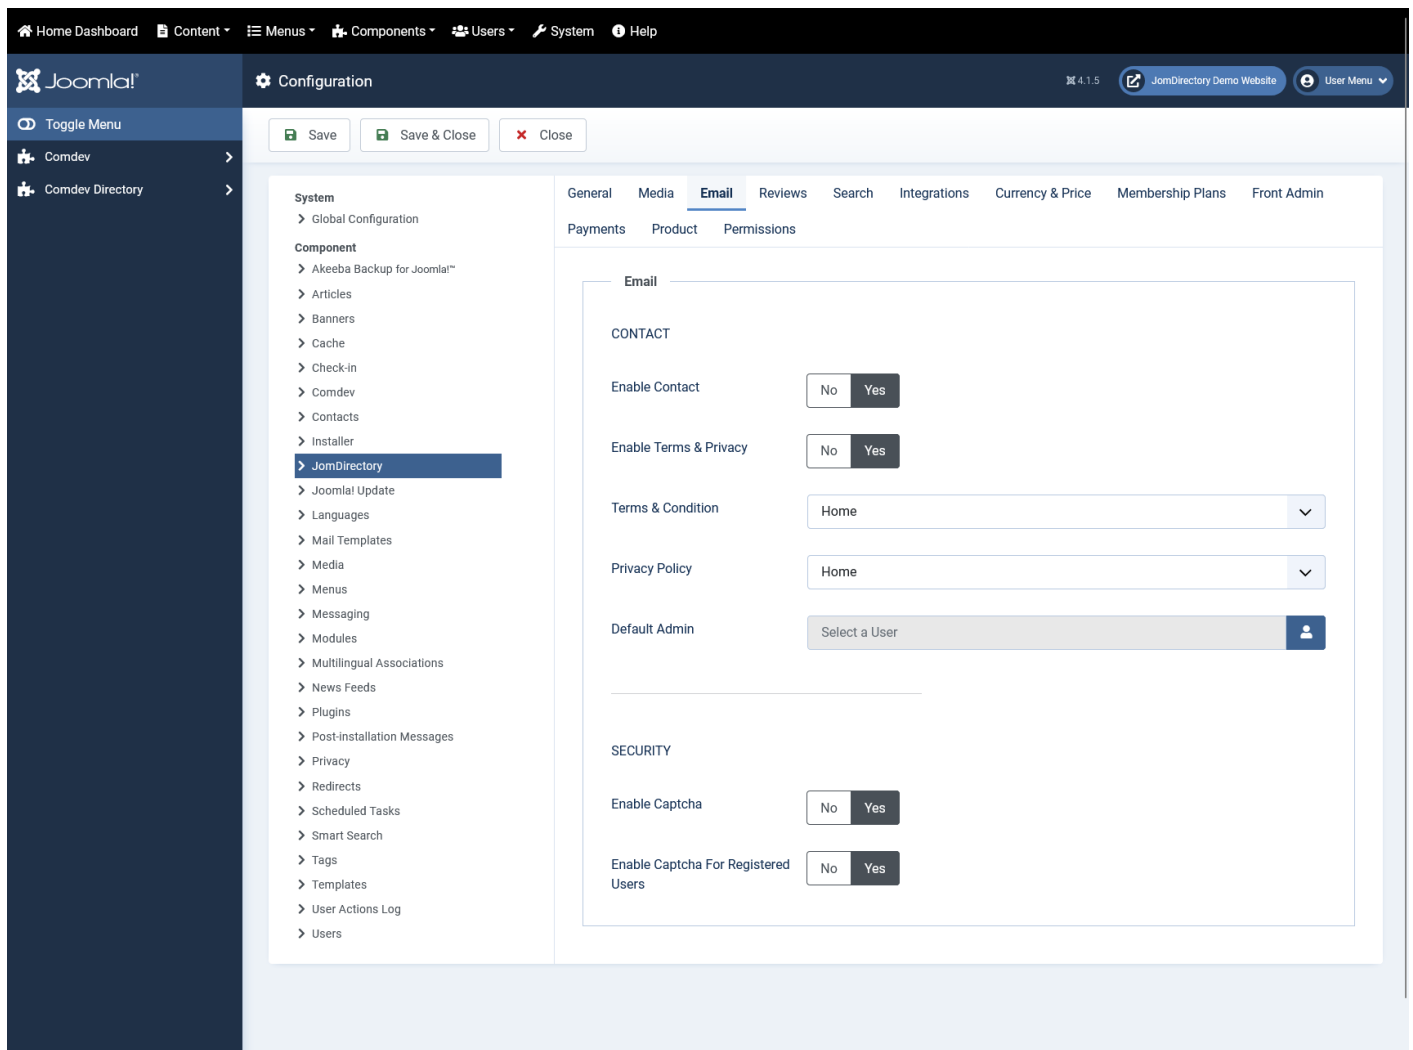 Home Dashboard Content Menus Components Users System Help
Joomla!® Configuration 4.1.5 JomDirectory Demo Website User Menu
Toggle Menu
Comdev
Comdev Directory
Save Save & Close Close
System
Global Configuration
Component
Akeeba Backup for Joomla!™
Articles
Banners
Cache
Check-in
Comdev
Contacts
Installer
JomDirectory
Joomla! Update
Languages
Mail Templates
Media
Menus
Messaging
Modules
Multilingual Associations
News Feeds
Plugins
Post-installation Messages
Privacy
Redirects
Scheduled Tasks
Smart Search
Tags
Templates
User Actions Log
Users
General Media Email Reviews Search Integrations Currency & Price Membership Plans Front Admin
Payments Product Permissions
Email
CONTACT
Enable Contact No Yes
Enable Terms & Privacy No Yes
Terms & Condition Home
Privacy Policy Home
Default Admin Select a User
SECURITY
Enable Captcha No Yes
Enable Captcha For Registered
Users No Yes